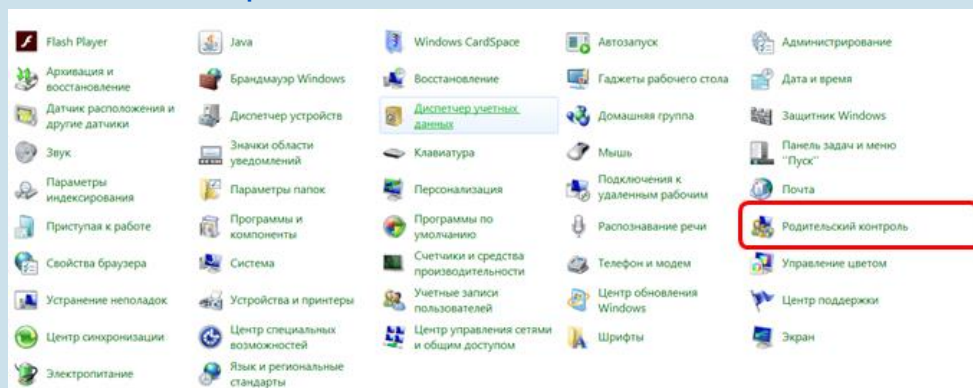 Flash Player
Java
Windows CardSpace
Автозапуск
Администрирование
Архивация и
восстановление
Брандмауэр Windows
Восстановление
Гаджеты рабочего стола
Дата и время
Датчик расположения и
другие датчики
Диспетчер устройств
Диспетчер учетных
данных
Домашняя группа
Защитник Windows
Звук
Значки области
уведомлений
Клавиатура
Мышь
Панель задач и меню
"Пуск"
Параметры
индексирования
Параметры папок
Персонализация
Подключения к
удаленным рабочим
Почта
Приступая к работе
Программы и
компоненты
Программы по
умолчанию
Распознавание речи
Родительский контроль
Свойства браузера
Система
Счетчики и средства
производительности
Телефон и модем
Управление цветом
Устранение неполадок
Устройства и принтеры
Учетные записи
пользователей
Центр обновления
Windows
Центр поддержки
Центр синхронизации
Центр специальных
возможностей
Центр управления сетями
и общим доступом
Шрифты
Экран
Электропитание
Язык и региональные
стандарты